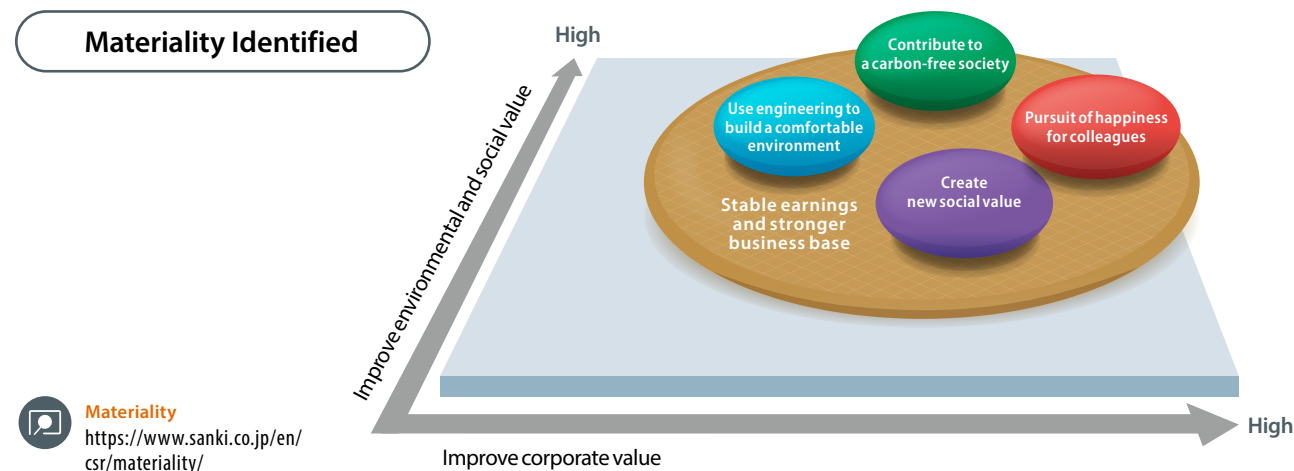 Materiality Identified
High
Improve environmental and social value
Contribute to
a carbon-free society
Use engineering to
build a comfortable
environment
Pursuit of happiness
for colleagues
Create
new social value
Stable earnings
and stronger
business base
High
Improve corporate value
Materiality
https://www.sanki.co.jp/en/
csr/materiality/